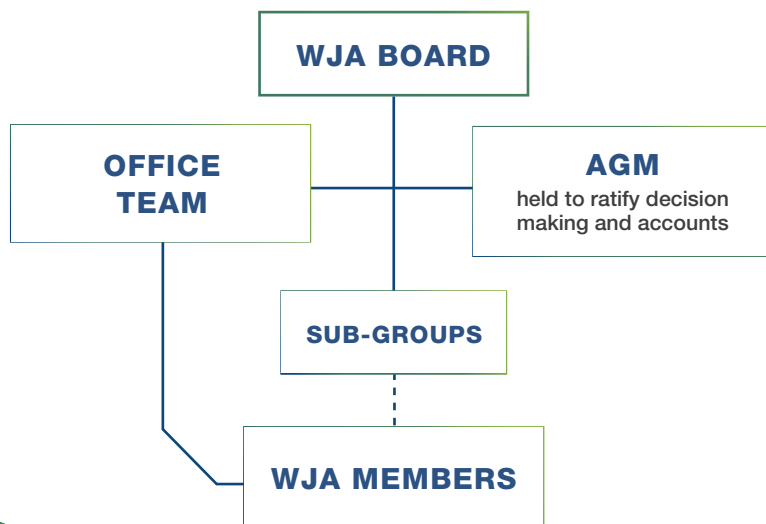 WJA BOARD
OFFICE
TEAM
AGM
held to ratify decision
making and accounts
SUB-GROUPS
WJA MEMBERS